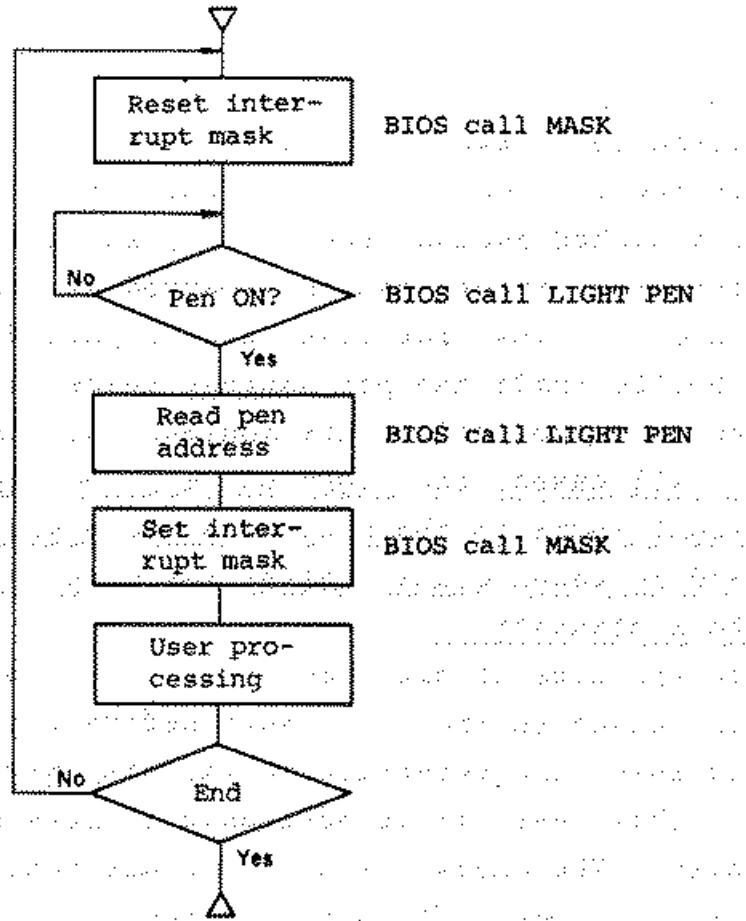 Reset inter-
rupt mask
BIOS call MASK
No
Pen ON?
BIOS call LIGHT PEN
Yes
Read pen
address
BIOS call LIGHT PEN
Set inter-
rupt mask
BIOS call MASK
User pro-
cessing
No
End
Yes